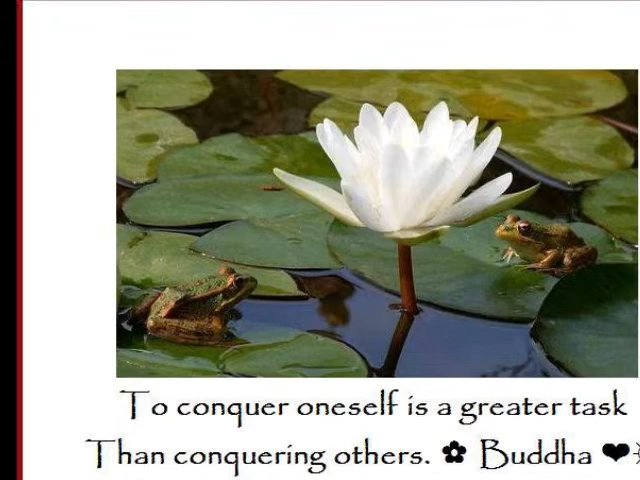 To conquer oneself is a greater task
Than conquering others. ✿ Buddha ❤